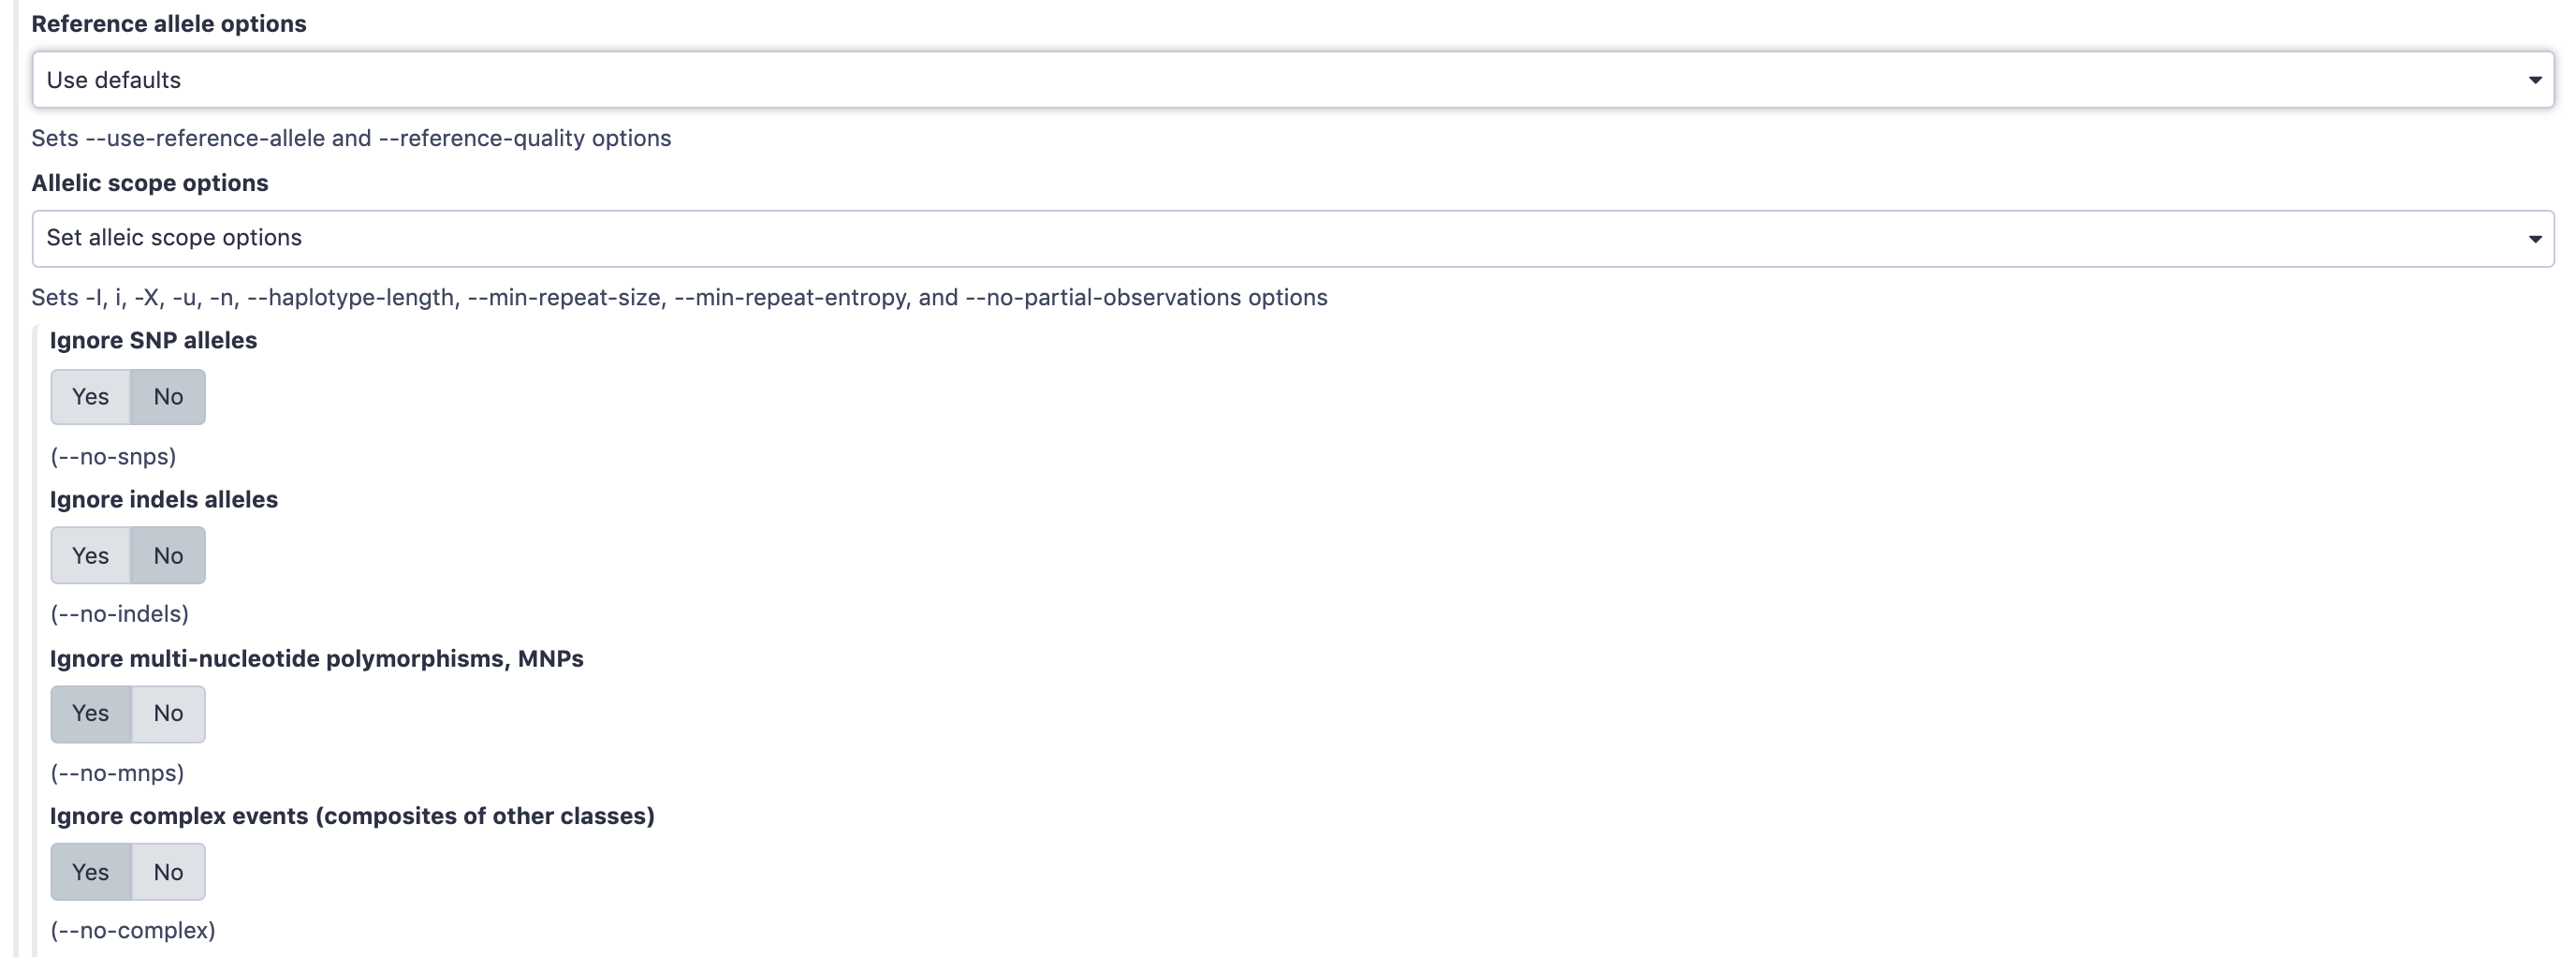 Reference allele options
Use defaults
Sets --use-reference-allele and --reference-quality options
Allelic scope options
Set alleic scope options
Sets -I, i, -X, -u, -n, --haplotype-length, --min-repeat-size, --min-repeat-entropy, and --no-partial-observations options
Ignore SNP alleles
Yes No
(--no-snps)
Ignore indels alleles
Yes No
(--no-indels)
Ignore multi-nucleotide polymorphisms, MNPs
Yes No
(--no-mnps)
Ignore complex events (composites of other classes)
Yes No
(--no-complex)